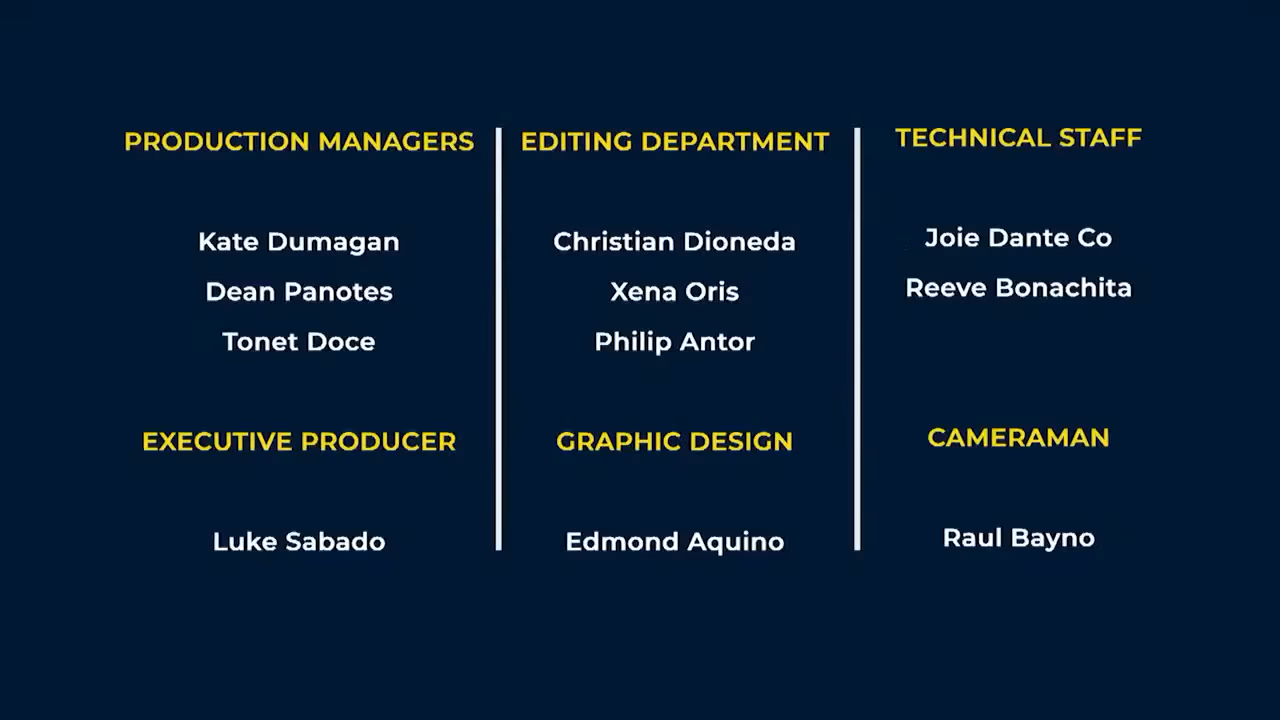 PRODUCTION MANAGERS
Kate Dumagan
Dean Panotes
Tonet Doce
EXECUTIVE PRODUCER
Luke Sabado
EDITING DEPARTMENT
Christian Dioneda
Xena Oris
Philip Antor
GRAPHIC DESIGN
Edmond Aquino
TECHNICAL STAFF
Joie Dante Co
Reeve Bonachita
CAMERAMAN
Raul Bayno